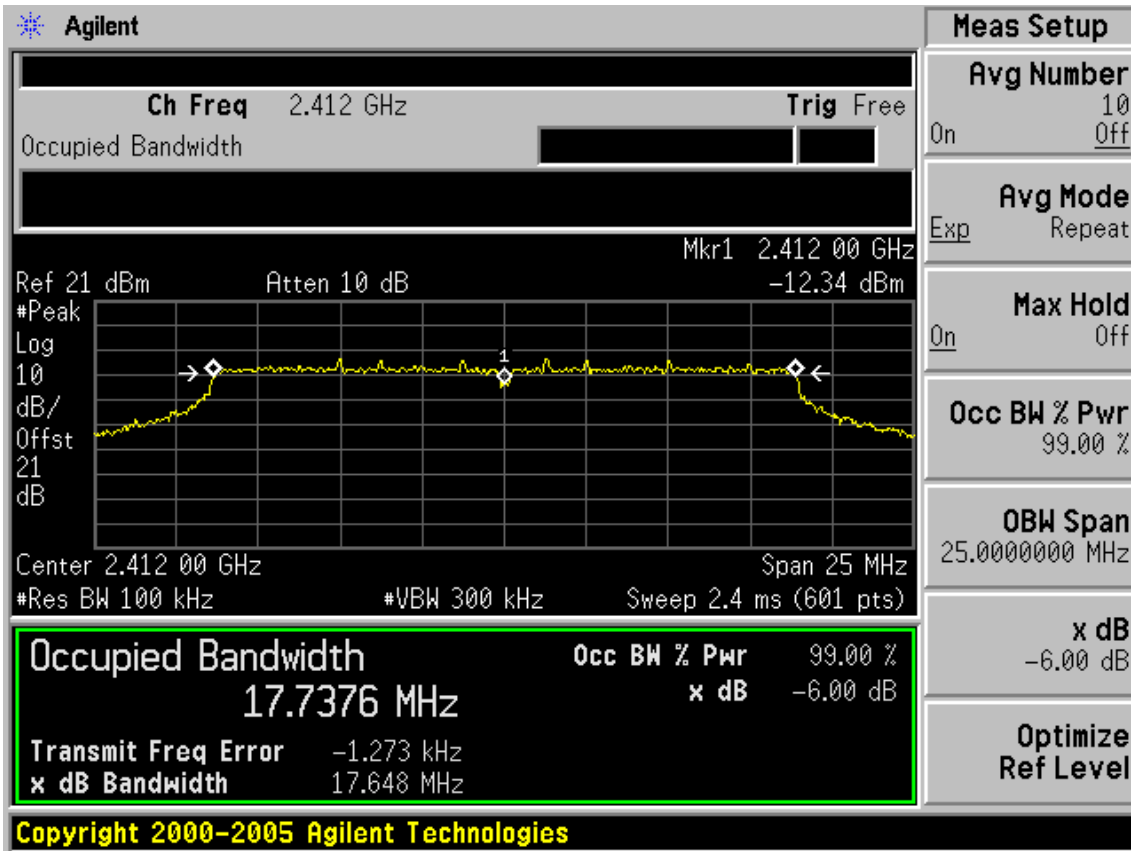 Agilent
Ch Freq 2.412 GHz Trig Free
Occupied Bandwidth
Mkr1 2.412 00 GHz
Ref 21 dBm Atten 10 dB -12.34 dBm
#Peak
Log
10
dB/
Offst
21
dB
1
Center 2.412 00 GHz Span 25 MHz
#Res BW 100 kHz #VBW 300 kHz Sweep 2.4 ms (601 pts)
Occupied Bandwidth Occ BW % Pwr 99.00 %
17.7376 MHz x dB -6.00 dB
Transmit Freq Error -1.273 kHz
x dB Bandwidth 17.648 MHz
Copyright 2000-2005 Agilent Technologies
Meas Setup
Avg Number
10
On Off
Avg Mode
Exp Repeat
Max Hold
On Off
Occ BW % Pwr
99.00 %
OBW Span
25.0000000 MHz
x dB
-6.00 dB
Optimize
Ref Level